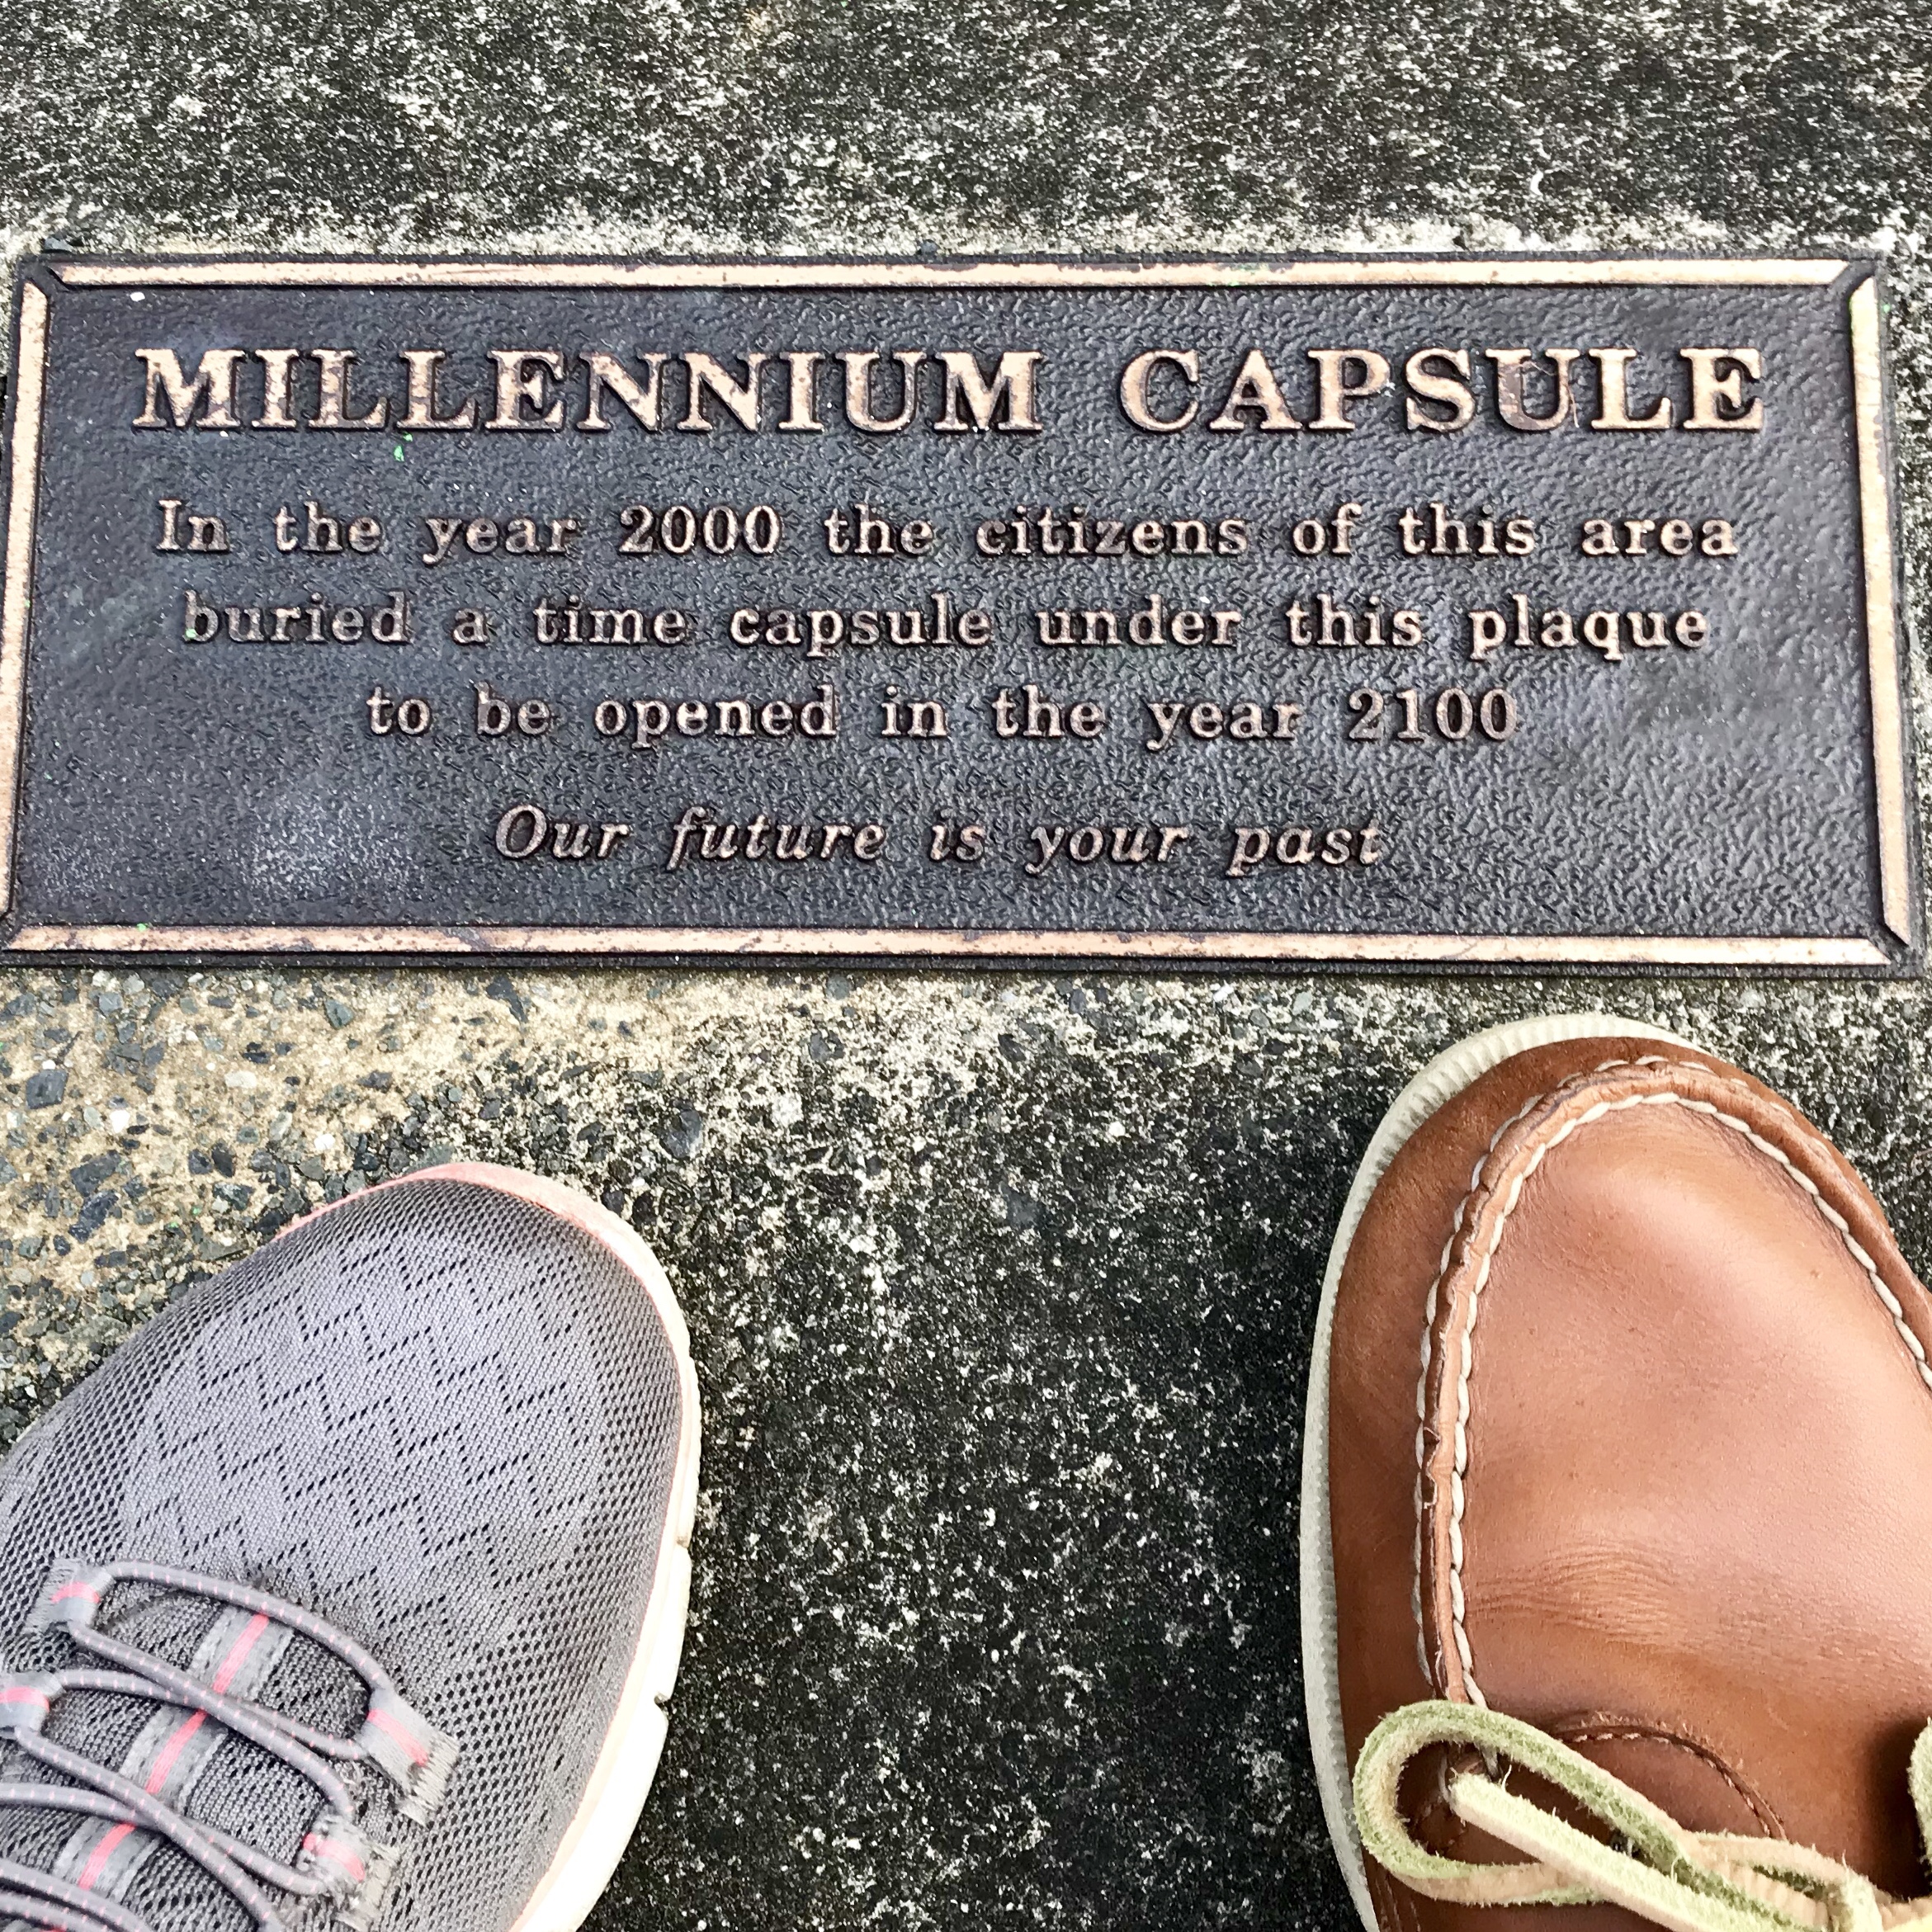 MILLENNIUM CAPSULE
In the year 2000 the citizens of this area
buried a time capsule under this plaque
to be opened in the year 2100
Our future is your past